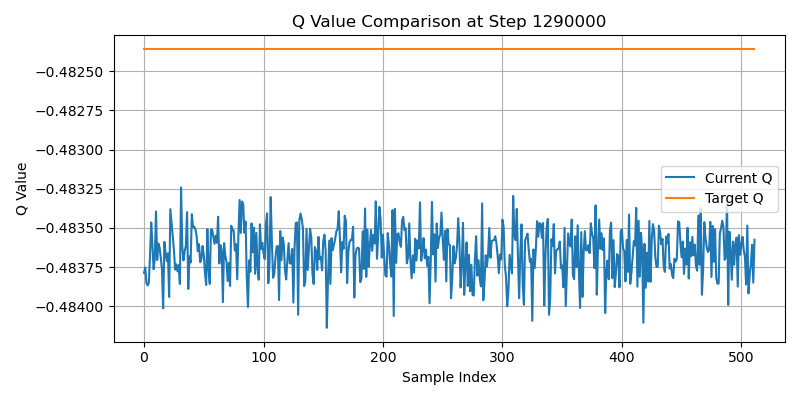 Q Value Comparison at Step 1290000
−0.48250
−0.48275
−0.48300
−0.48325
−0.48350
−0.48375
−0.48400
Q Value
Current Q
Target Q
0
100
200
300
400
500
Sample Index